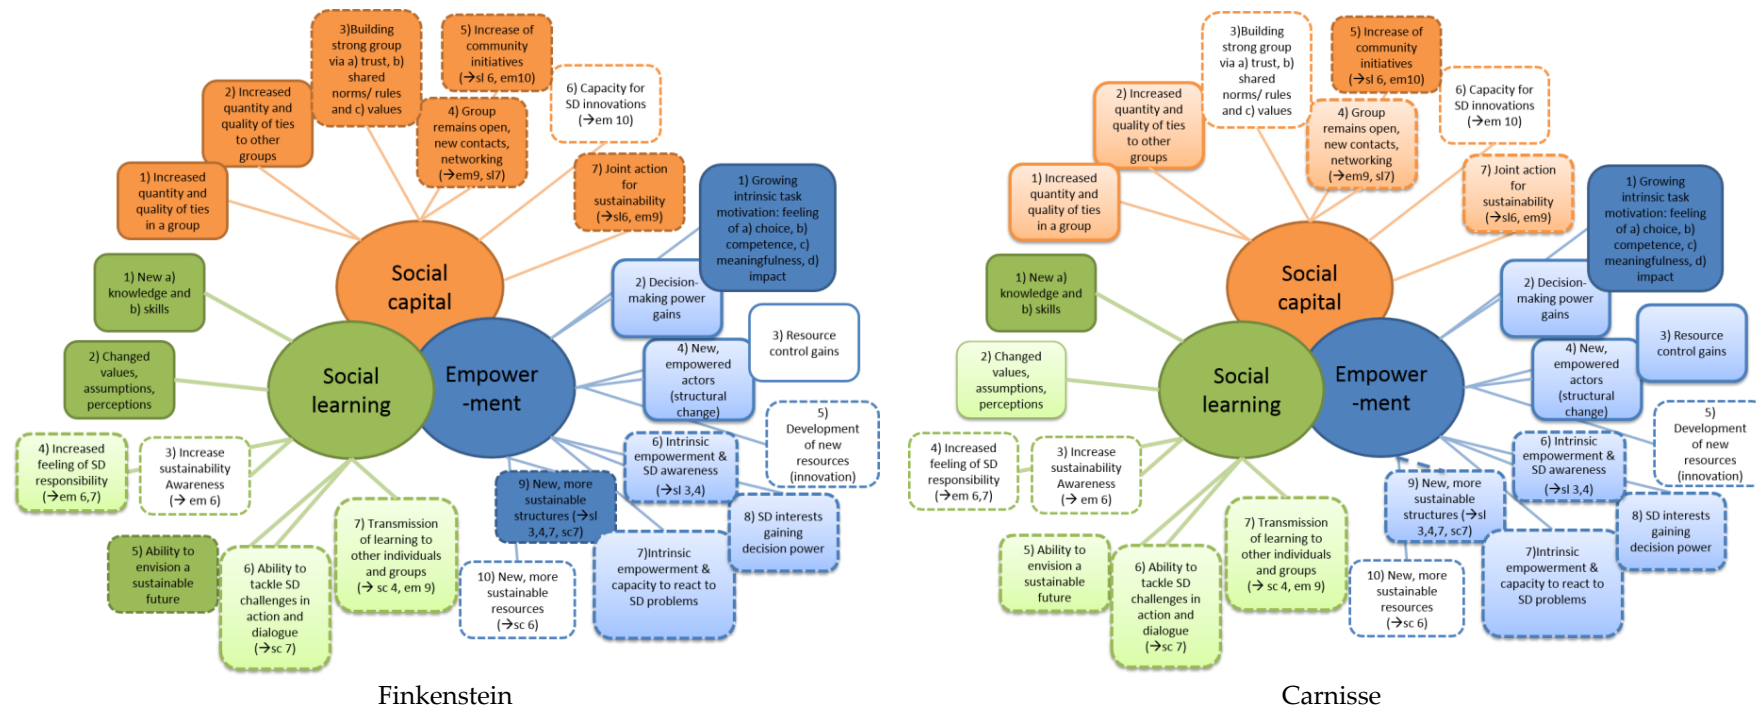 3)Building
strong group
via a) trust, b)
shared
norms/ rules
and c) values
5) Increase of
community
initiatives
(→sl 6, em10)
6) Capacity for
SD innovations
(→em 10)
2) Increased
quantity and
quality of ties
to other
groups
4) Group
remains open,
new contacts,
networking
(→em9, sl7)
1) Increased
quantity and
quality of ties
in a group
7) Joint action
for
sustainability
(→sl6, em9)
1) Growing
intrinsic task
motivation: feeling
of a) choice, b)
competence, c)
meaningfulness, d)
impact
Social
capital
1) New a)
knowledge and
b) skills
2) Decision-
making power
gains
3) Resource
control gains
2) Changed
values,
assumptions,
perceptions
Social
learning
Empower
-ment
4) New,
empowered
actors
(structural
change)
5)
Development
of new
resources
(innovation)
4) Increased
feeling of SD
responsibility
(→em 6,7)
3) Increase
sustainability
Awareness
(→ em 6)
6) Intrinsic
empowerment &
SD awareness
(→sl 3,4)
9) New, more
sustainable
structures (→sl
3,4,7, sc7)
8) SD interests
gaining
decision power
7) Transmission
of learning to
other individuals
and groups
(→ sc 4, em 9)
5) Ability to
envision a
sustainable
future
6) Ability to
tackle SD
challenges in
action and
dialogue
(→sc 7)
10) New, more
sustainable
resources
(→sc 6)
7)Intrinsic
empowerment &
capacity to react to
SD problems
Finkenstein
3)Building
strong group
via a) trust, b)
shared
norms/ rules
and c) values
5) Increase of
community
initiatives
(→sl 6, em10)
6) Capacity for
SD innovations
(→em 10)
2) Increased
quantity and
quality of ties
to other
groups
4) Group
remains open,
new contacts,
networking
(→em9, sl7)
1) Increased
quantity and
quality of ties
in a group
7) Joint action
for
sustainability
(→sl6, em9)
1) Growing
intrinsic task
motivation: feeling
of a) choice, b)
competence, c)
meaningfulness, d)
impact
Social
capital
1) New a)
knowledge and
b) skills
2) Decision-
making power
gains
3) Resource
control gains
2) Changed
values,
assumptions,
perceptions
Social
learning
Empower
-ment
4) New,
empowered
actors
(structural
change)
5)
Development
of new
resources
(innovation)
4) Increased
feeling of SD
responsibility
(→em 6,7)
3) Increase
sustainability
Awareness
(→ em 6)
6) Intrinsic
empowerment &
SD awareness
(→sl 3,4)
9) New, more
sustainable
structures (→sl
3,4,7, sc7)
8) SD interests
gaining
decision power
7) Transmission
of learning to
other individuals
and groups
(→ sc 4, em 9)
5) Ability to
envision a
sustainable
future
6) Ability to
tackle SD
challenges in
action and
dialogue
(→sc 7)
10) New, more
sustainable
resources
(→sc 6)
7)Intrinsic
empowerment &
capacity to react to
SD problems
Carnisse